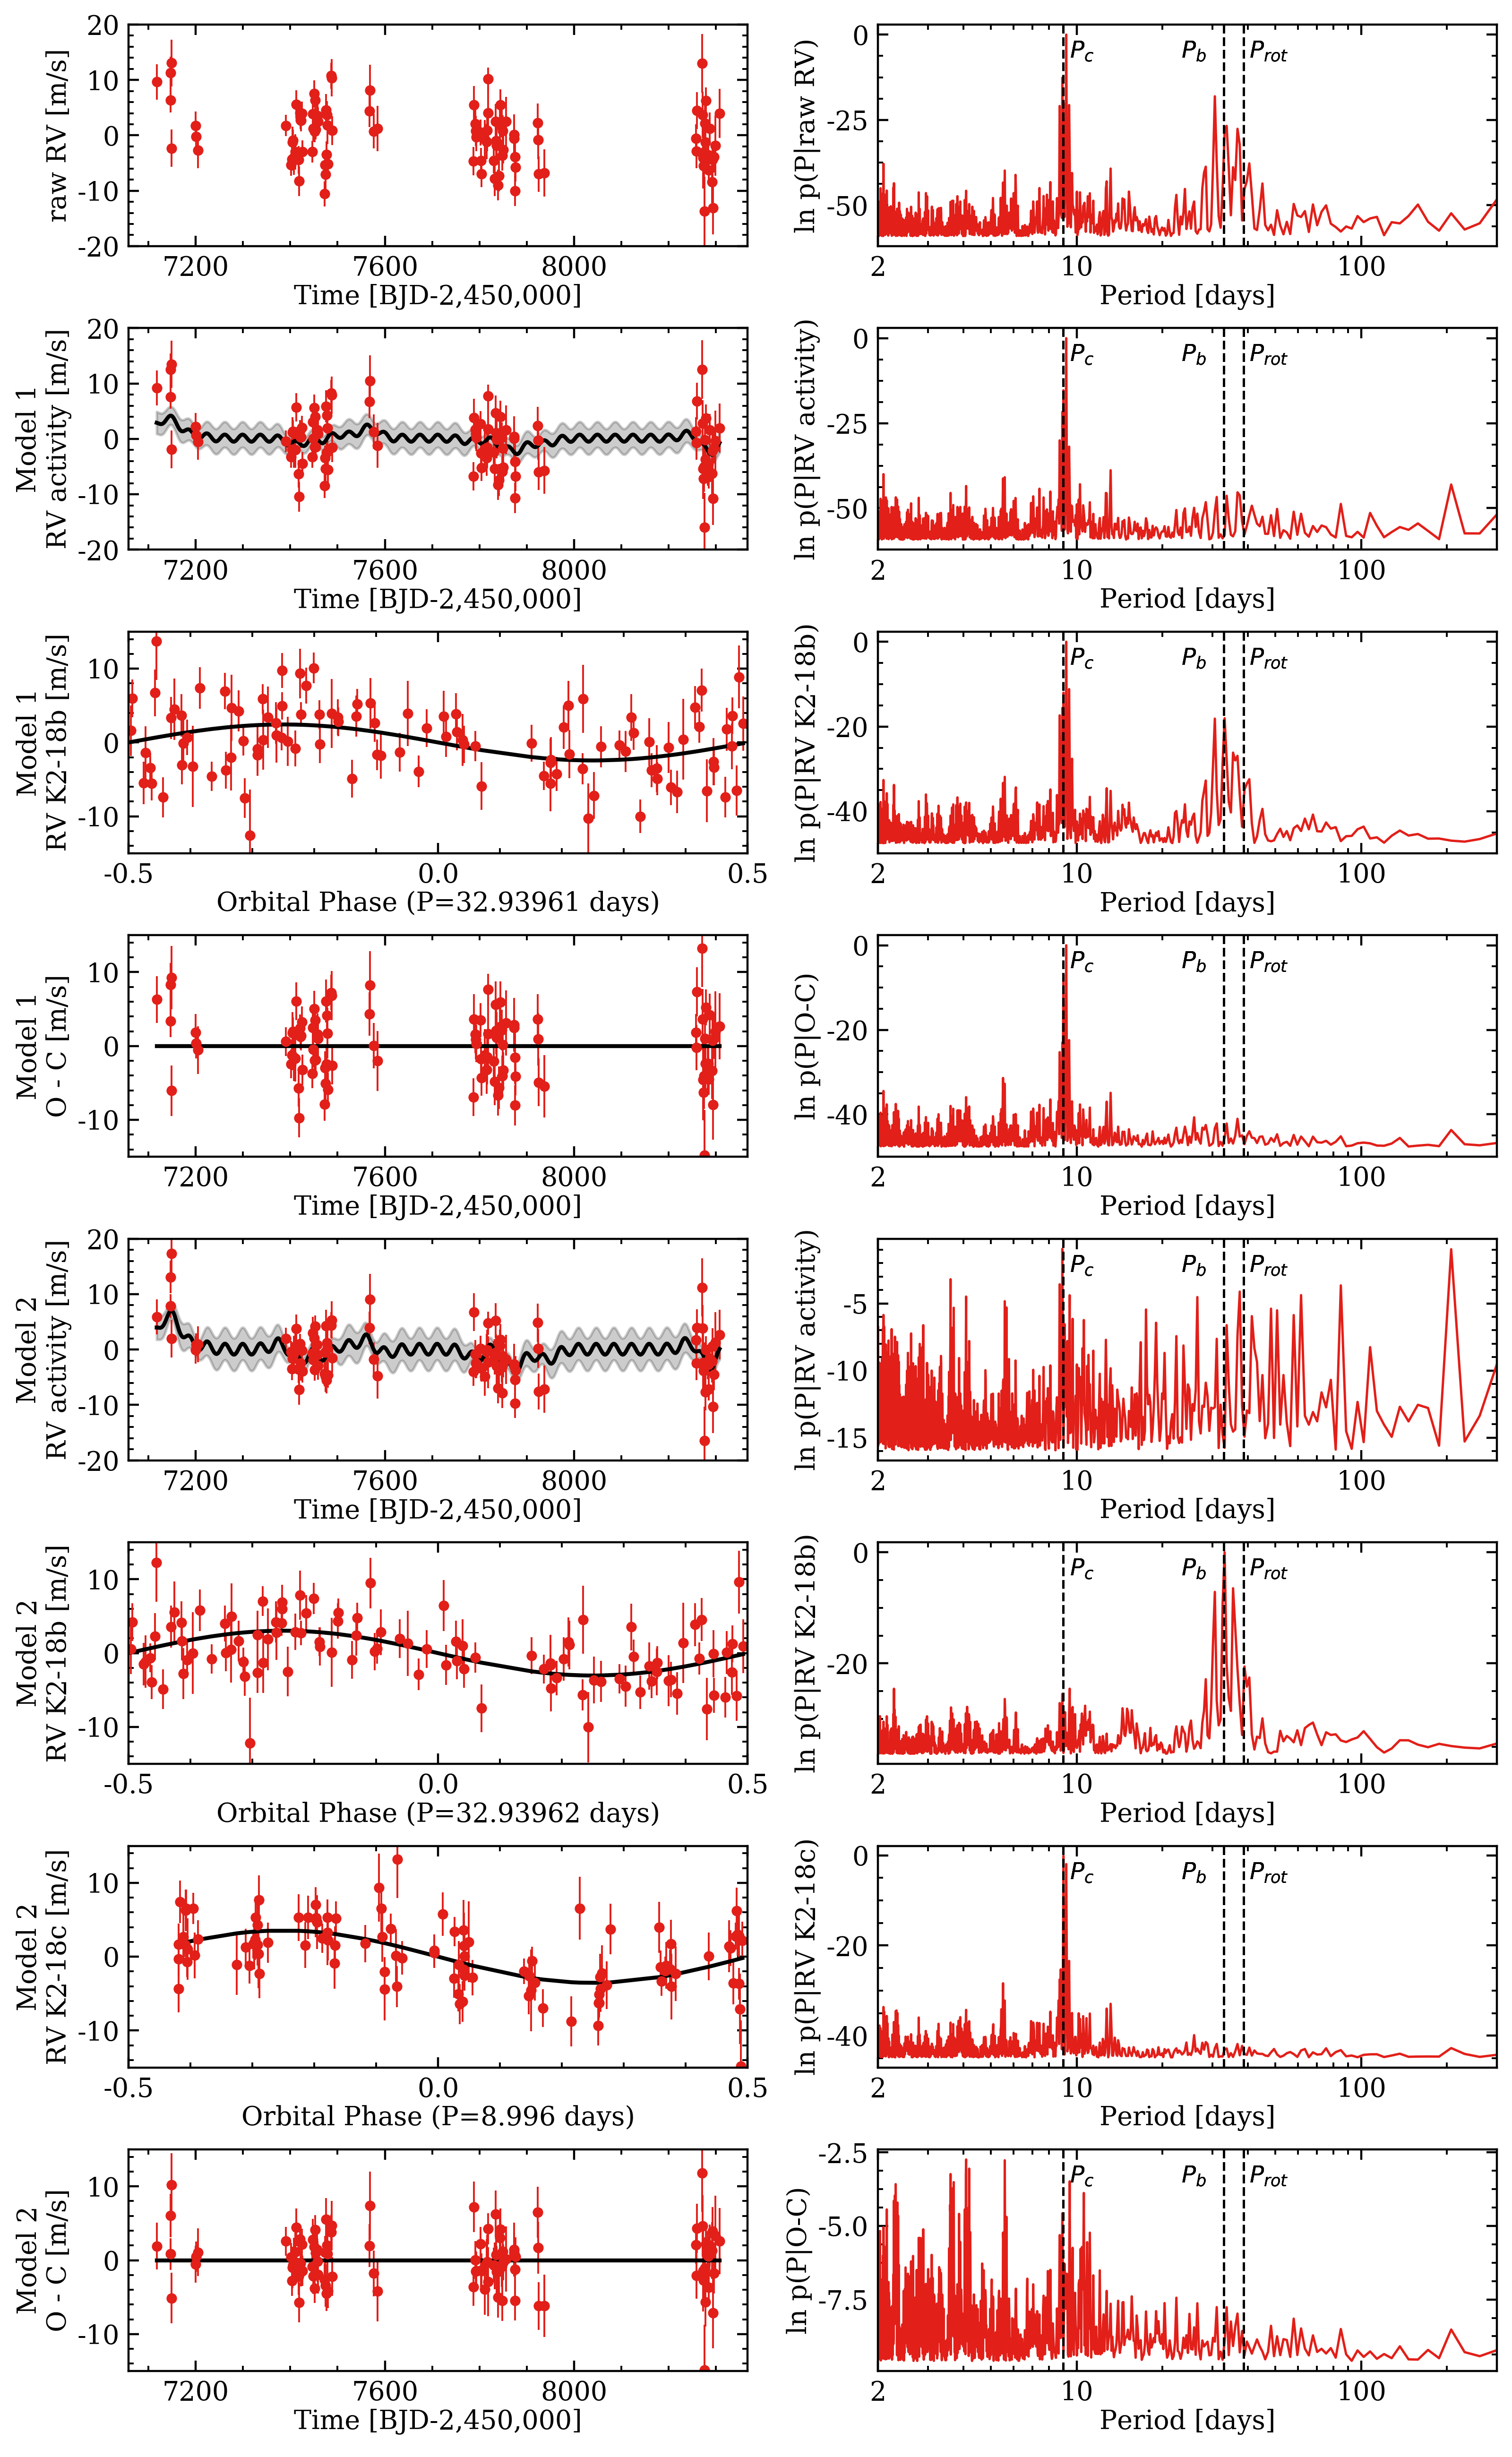 20
10
0
-10
-20
raw RV [m/s]
7200 7600 8000
Time [BJD-2,450,000]
0
-25
-50
ln p(P|raw RV)
P_c P_b P_rot
2 10 100
Period [days]
20
10
0
-10
-20
Model 1
RV activity [m/s]
7200 7600 8000
Time [BJD-2,450,000]
0
-25
-50
ln p(P|RV activity)
P_c P_b P_rot
2 10 100
Period [days]
10
0
-10
Model 1
RV K2-18b [m/s]
-0.5 0.0 0.5
Orbital Phase (P=32.93961 days)
0
-20
-40
ln p(P|RV K2-18b)
P_c P_b P_rot
2 10 100
Period [days]
10
0
-10
Model 1
O - C [m/s]
7200 7600 8000
Time [BJD-2,450,000]
0
-20
-40
ln p(P|O-C)
P_c P_b P_rot
2 10 100
Period [days]
20
10
0
-10
-20
Model 2
RV activity [m/s]
7200 7600 8000
Time [BJD-2,450,000]
-5
-10
-15
ln p(P|RV activity)
P_c P_b P_rot
2 10 100
Period [days]
10
0
-10
Model 2
RV K2-18b [m/s]
-0.5 0.0 0.5
Orbital Phase (P=32.93962 days)
0
-20
ln p(P|RV K2-18b)
P_c P_b P_rot
2 10 100
Period [days]
10
0
-10
Model 2
RV K2-18c [m/s]
-0.5 0.0 0.5
Orbital Phase (P=8.996 days)
0
-20
-40
ln p(P|RV K2-18c)
P_c P_b P_rot
2 10 100
Period [days]
10
0
-10
Model 2
O - C [m/s]
7200 7600 8000
Time [BJD-2,450,000]
-2.5
-5.0
-7.5
ln p(P|O-C)
P_c P_b P_rot
2 10 100
Period [days]